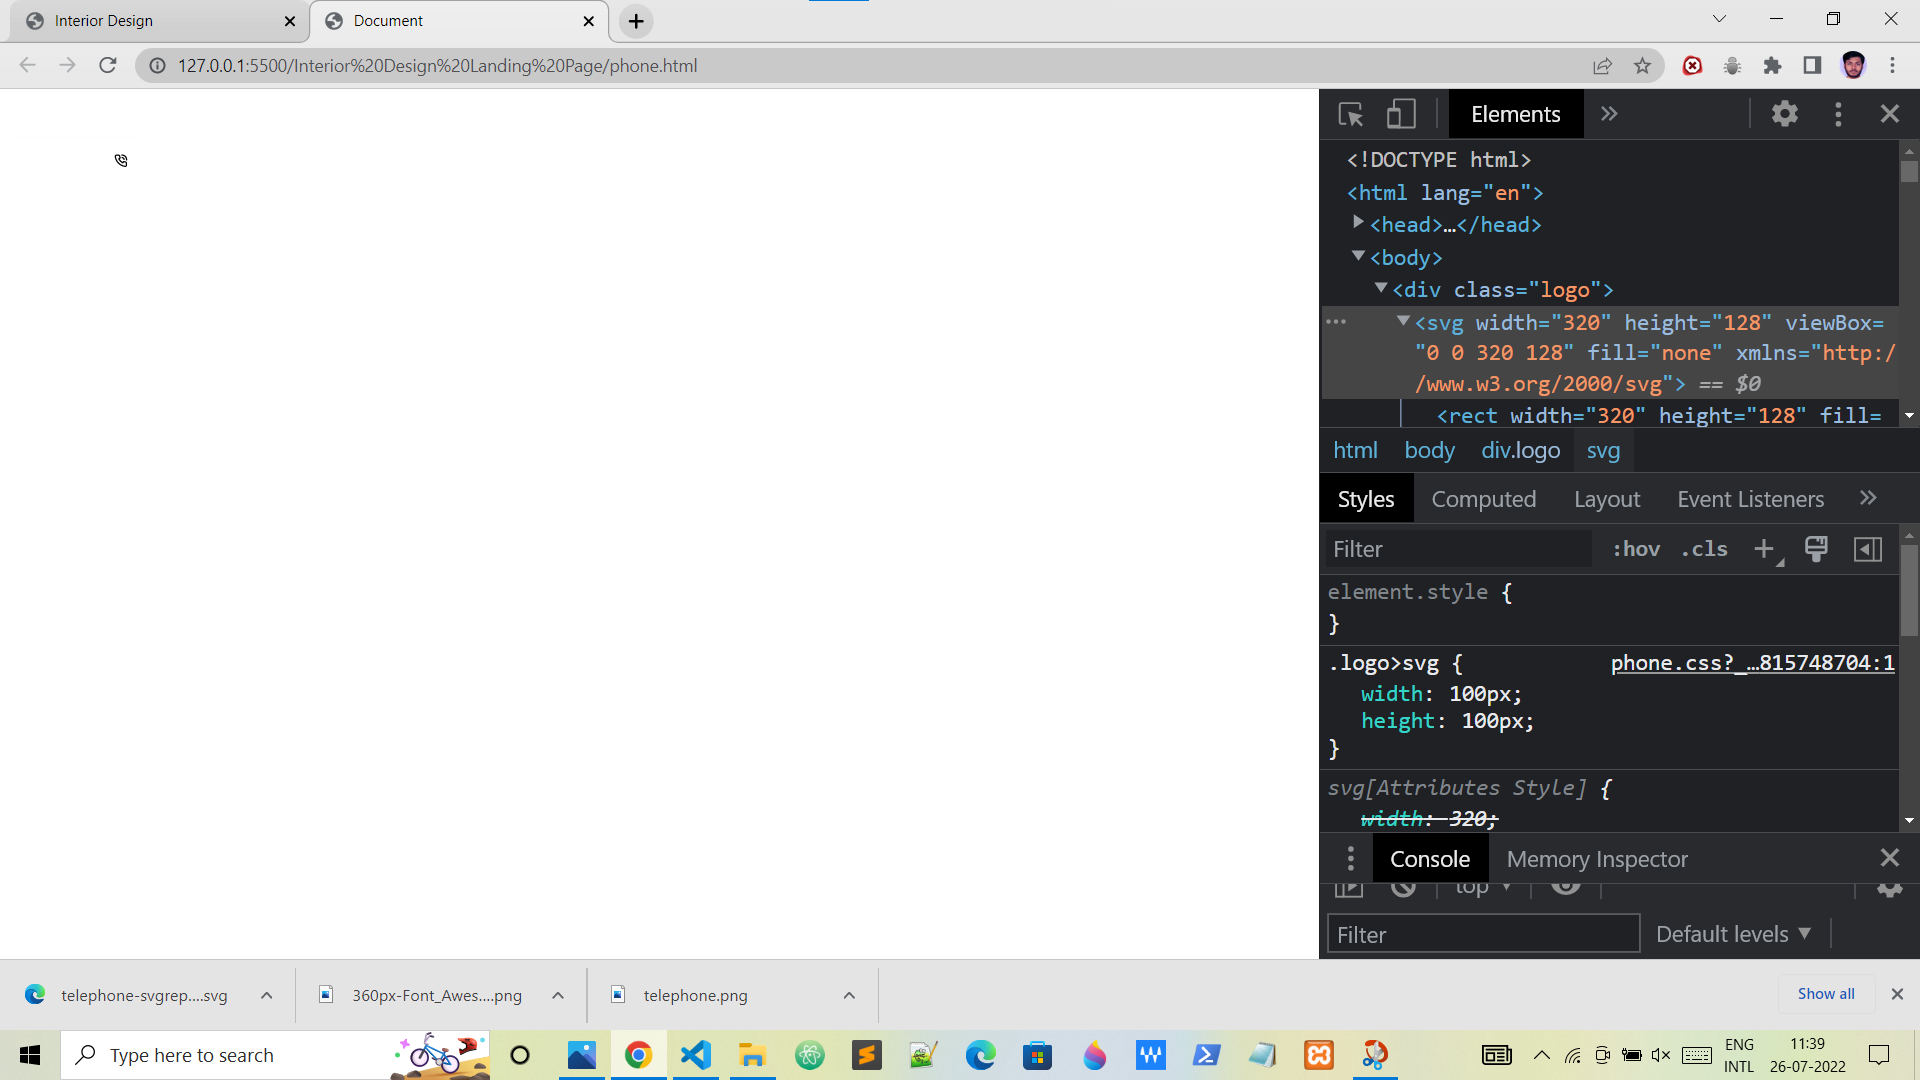 Interior Design
Document
127.0.0.1:5500/Interior%20Design%20Landing%20Page/phone.html
Elements
<!DOCTYPE html>
<html lang="en">
<head>…</head>
<body>
<div class="logo">
<svg width="320" height="128" viewBox=
"0 0 320 128" fill="none" xmlns="http:/
/www.w3.org/2000/svg"> == $0
<rect width="320" height="128" fill=
html body div.logo svg
Styles Computed Layout Event Listeners
Filter :hov .cls
element.style {
}
.logo>svg { phone.css?_…815748704:1
width: 100px;
height: 100px;
}
svg[Attributes Style] {
width: 320;
Console Memory Inspector
top
Filter Default levels
telephone-svgrep....svg
360px-Font_Awes....png
telephone.png
Show all
Type here to search
ENG
INTL
11:39
26-07-2022